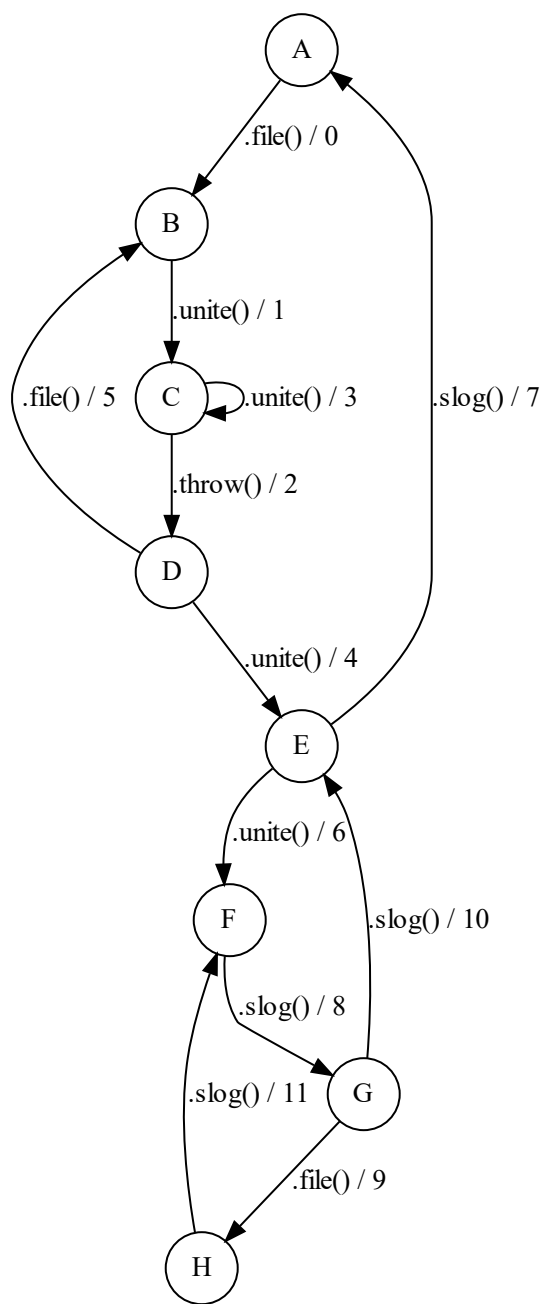 A
.file() / 0
B
.unite() / 1
.file() / 5
C
.unite() / 3
.slog() / 7
.throw() / 2
D
.unite() / 4
E
.unite() / 6
F
.slog() / 10
.slog() / 8
.slog() / 11
G
.file() / 9
H